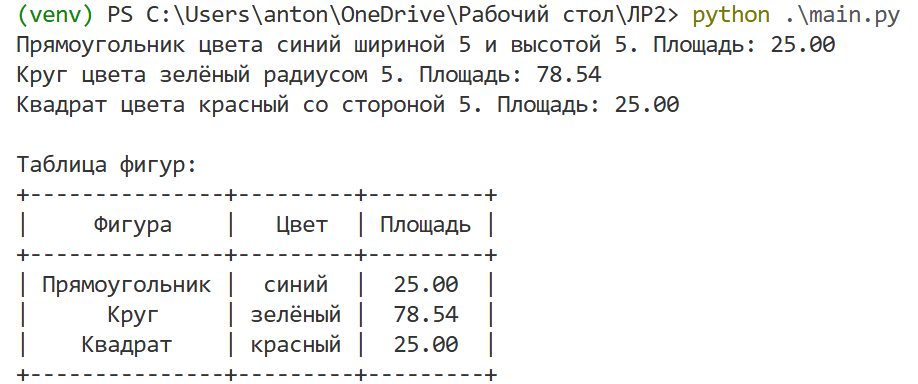 (venv) PS C:\Users\anton\OneDrive\Рабочий стол\ЛР2> python .\main.py
Прямоугольник цвета синий шириной 5 и высотой 5. Площадь: 25.00
Круг цвета зелёный радиусом 5. Площадь: 78.54
Квадрат цвета красный со стороной 5. Площадь: 25.00

Таблица фигур:
+---------------+---------+---------+
|     Фигура    |   Цвет  | Площадь |
+---------------+---------+---------+
| Прямоугольник |  синий  |  25.00  |
|      Круг     | зелёный |  78.54  |
|    Квадрат    | красный |  25.00  |
+---------------+---------+---------+